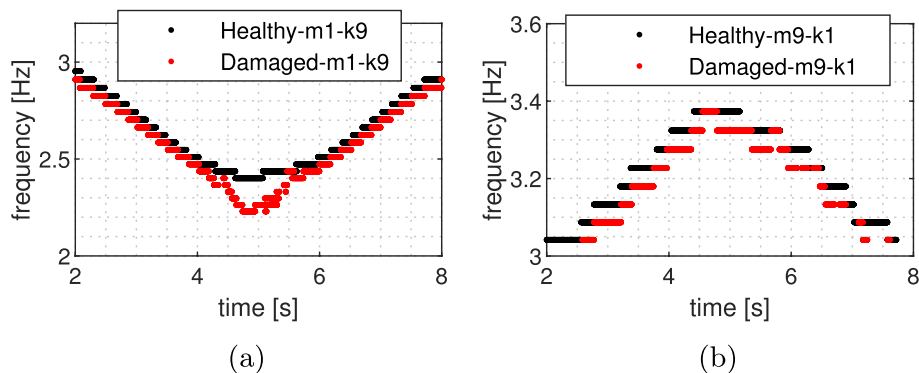 Healthy-m1-k9
Damaged-m1-k9
frequency [Hz]
3
2.5
2
2 4 6 8
time [s]
(a)
Healthy-m9-k1
Damaged-m9-k1
frequency [Hz]
3.6
3.4
3.2
3
2 4 6 8
time [s]
(b)